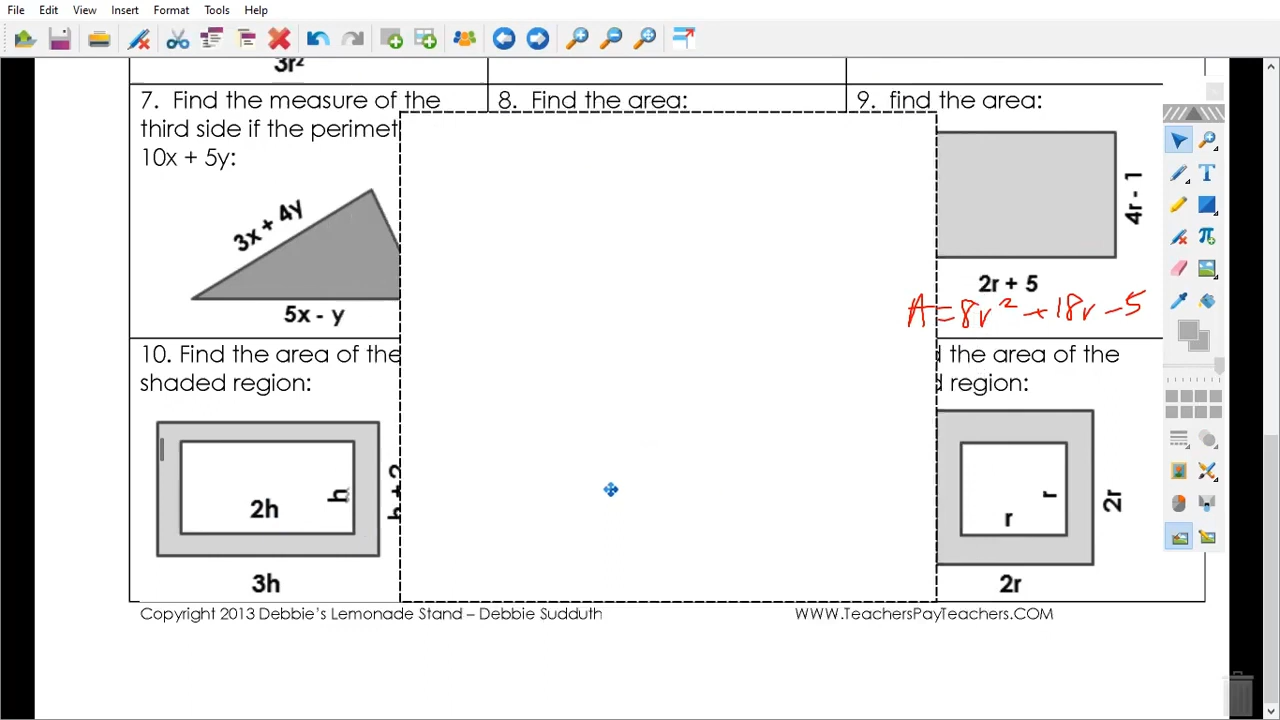 File Edit View Insert Format Tools Help
3r²
7. Find the measure of the
third side if the perimet
10x + 5y:
3x + 4y
5x - y
8. Find the area:
9. find the area:
4r - 1
2r + 5
A = 8r² + 18r - 5
10. Find the area of the
shaded region:
2h
h
3h
the area of the
region:
r
r
2r
2r
Copyright 2013 Debbie's Lemonade Stand – Debbie Sudduth
WWW.TeachersPayTeachers.COM